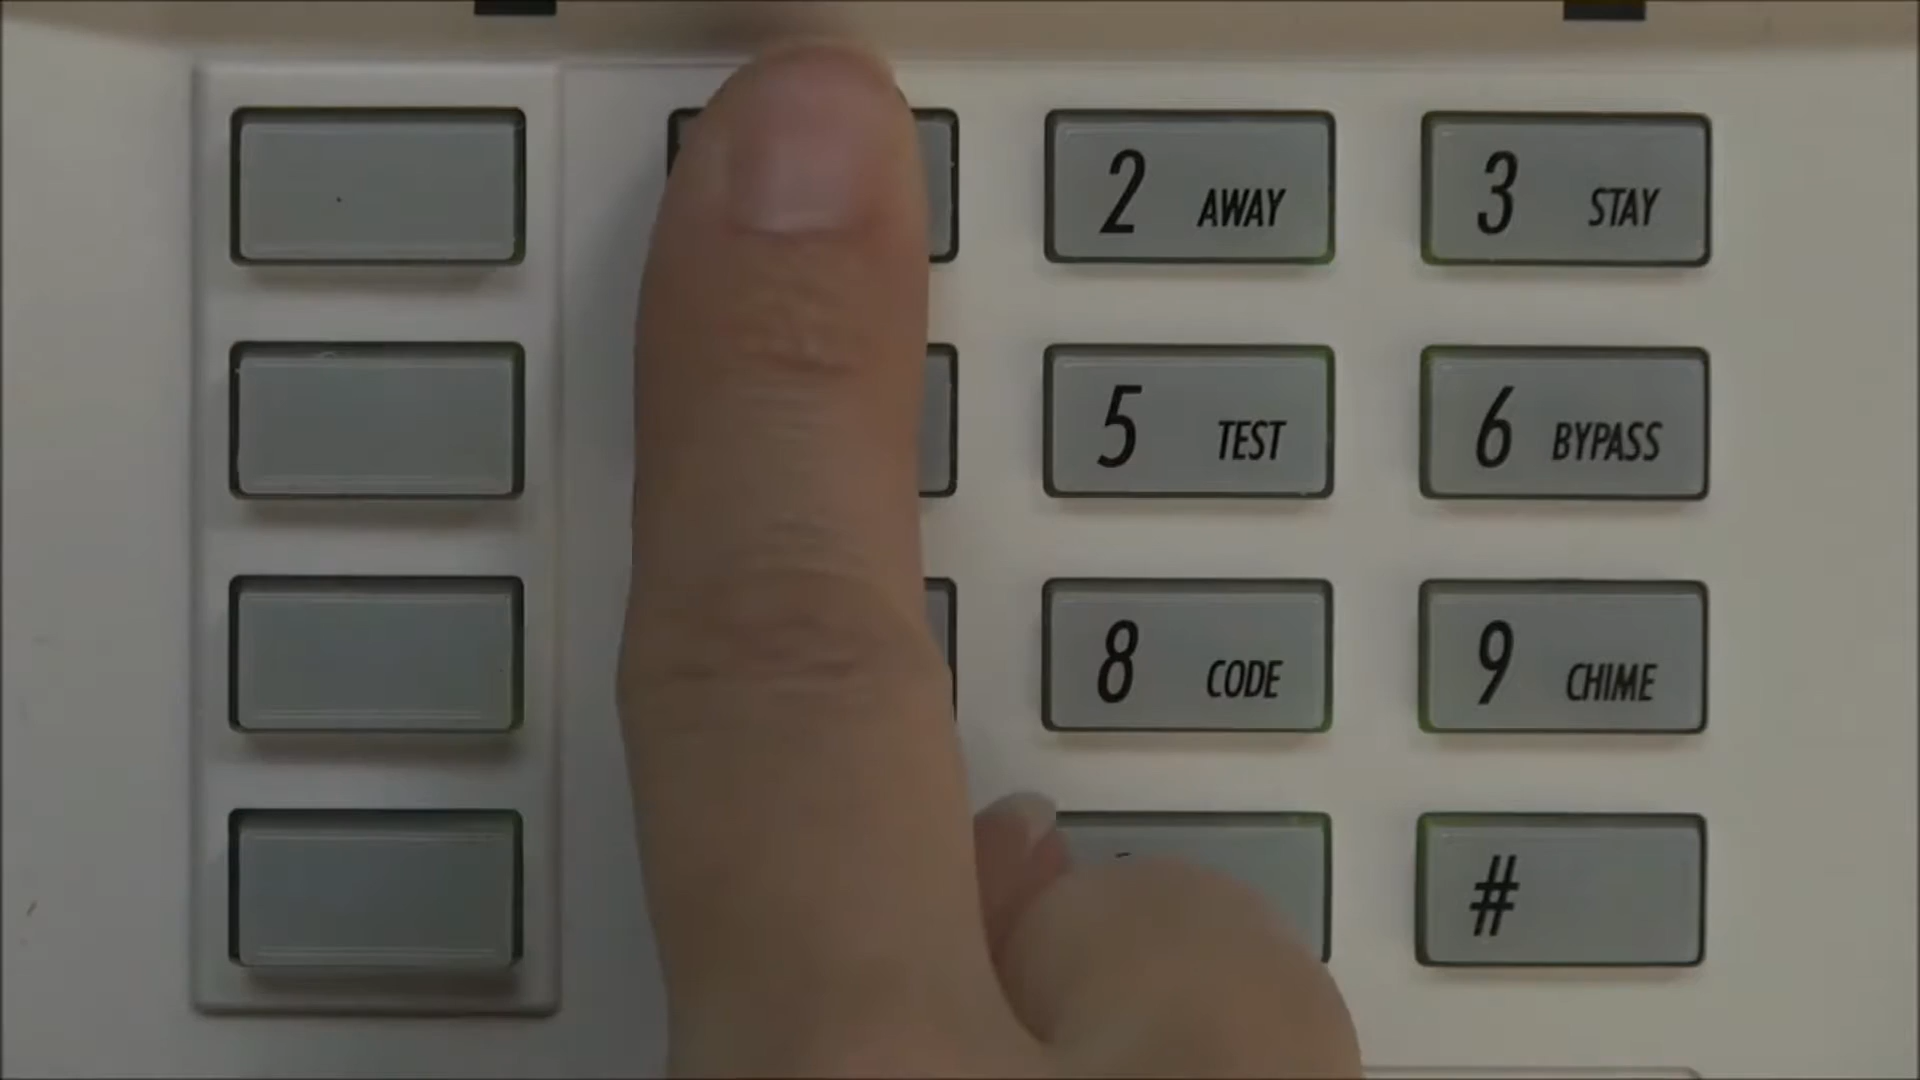 2 AWAY
3 STAY
5 TEST
6 BYPASS
8 CODE
9 CHIME
#